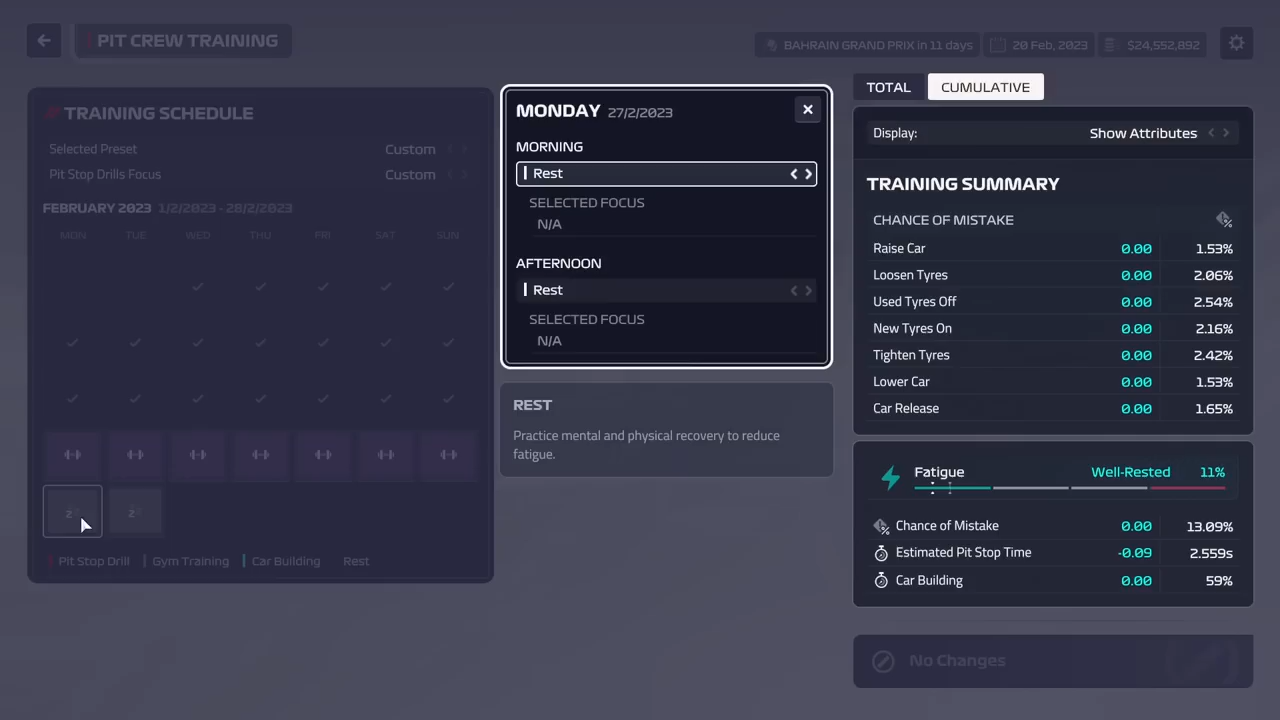 PIT CREW TRAINING
BAHRAIN GRAND PRIX in 11 days
20 Feb, 2023
$24,552,892
TRAINING SCHEDULE
Selected Preset Custom
Pit Stop Drills Focus Custom
FEBRUARY 2023 1/2/2023 - 28/2/2023
MON TUE WED THU FRI SAT SUN
Pit Stop Drill Gym Training Car Building Rest
MONDAY 27/2/2023
MORNING
Rest
SELECTED FOCUS
N/A
AFTERNOON
Rest
SELECTED FOCUS
N/A
REST
Practice mental and physical recovery to reduce
fatigue.
TOTAL CUMULATIVE
Display: Show Attributes
TRAINING SUMMARY
CHANCE OF MISTAKE
Raise Car 0.00 1.53%
Loosen Tyres 0.00 2.06%
Used Tyres Off 0.00 2.54%
New Tyres On 0.00 2.16%
Tighten Tyres 0.00 2.42%
Lower Car 0.00 1.53%
Car Release 0.00 1.65%
Fatigue Well-Rested 11%
Chance of Mistake 0.00 13.09%
Estimated Pit Stop Time -0.09 2.559s
Car Building 0.00 59%
No Changes